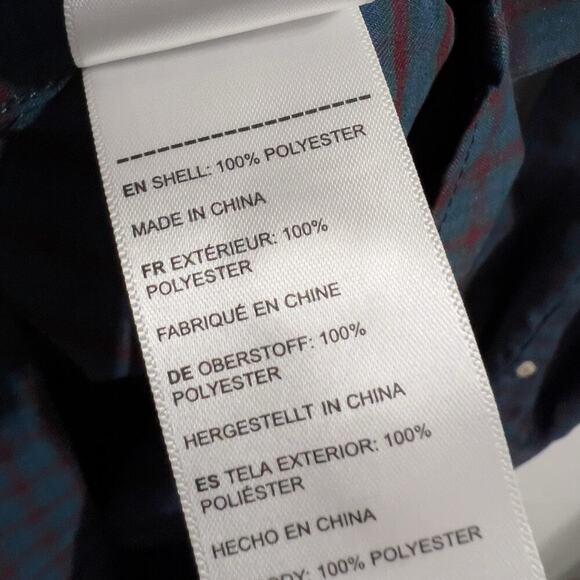 EN SHELL: 100% POLYESTER
MADE IN CHINA
FR EXTÉRIEUR: 100%
POLYESTER
FABRIQUÉ EN CHINE
DE OBERSTOFF: 100%
POLYESTER
HERGESTELLT IN CHINA
ES TELA EXTERIOR: 100%
POLIÉSTER
HECHO EN CHINA
100% POLYESTER